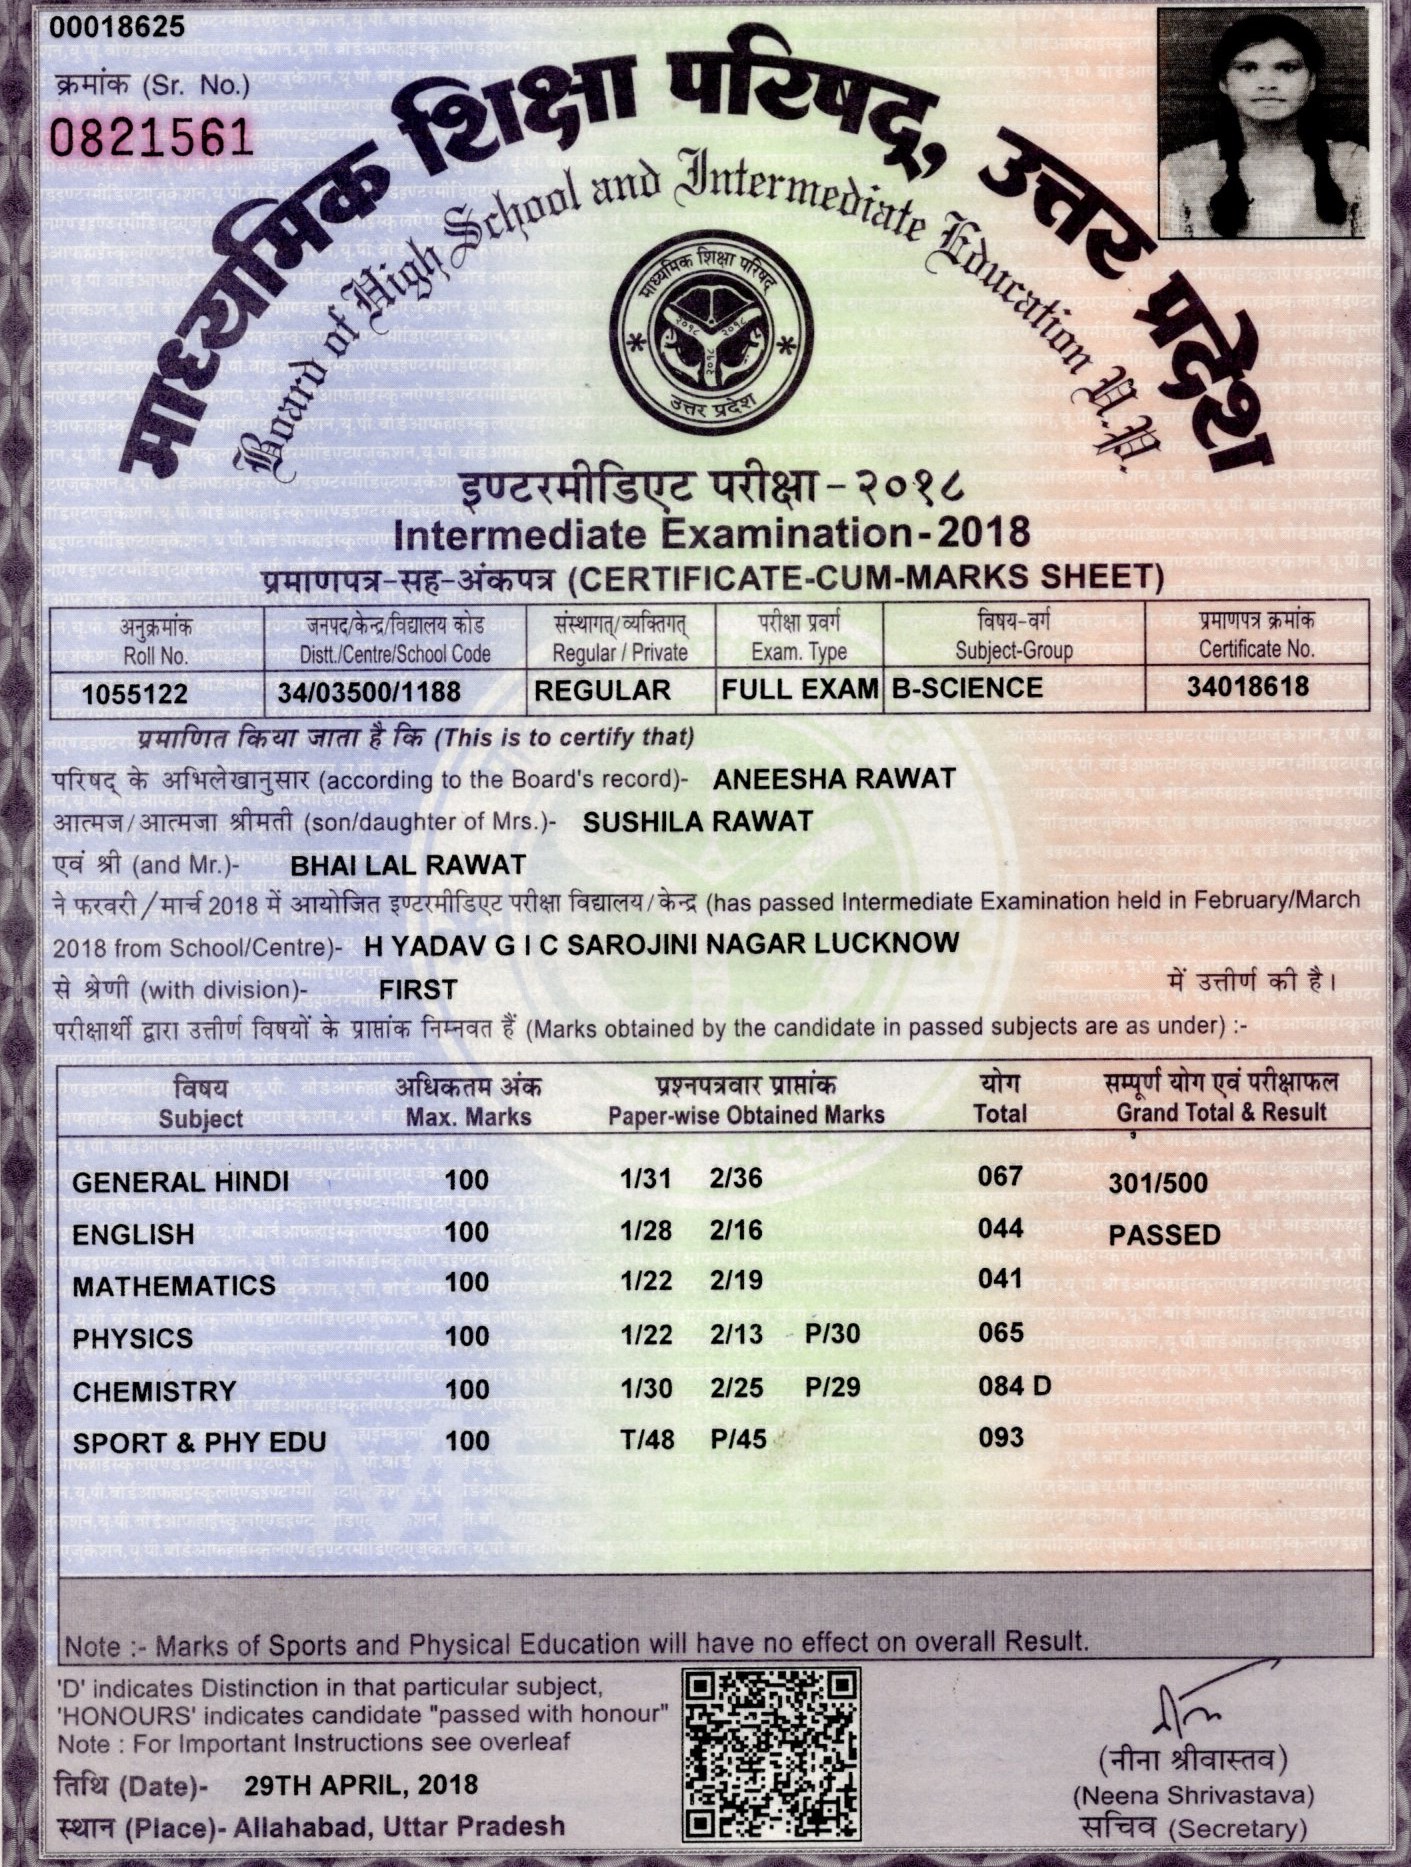 00018625
क्रमांक (Sr. No.)
0821561
माध्यमिक शिक्षा परिषद्, उत्तर प्रदेश
Board of High School and Intermediate Education U.P.
माध्यमिक शिक्षा परिषद्
२०१८ २०१८
२०१८
उत्तर प्रदेश
इण्टरमीडिएट परीक्षा - २०१८
Intermediate Examination - 2018
प्रमाणपत्र-सह-अंकपत्र (CERTIFICATE-CUM-MARKS SHEET)
अनुक्रमांक जनपद/केन्द्र/विद्यालय कोड संस्थागत्/व्यक्तिगत् परीक्षा प्रवर्ग विषय-वर्ग प्रमाणपत्र क्रमांक
Roll No. Distt./Centre/School Code Regular / Private Exam. Type Subject-Group Certificate No.
1055122 34/03500/1188 REGULAR FULL EXAM B-SCIENCE 34018618
प्रमाणित किया जाता है कि (This is to certify that)
परिषद् के अभिलेखानुसार (according to the Board's record)- ANEESHA RAWAT
आत्मज/आत्मजा श्रीमती (son/daughter of Mrs.)- SUSHILA RAWAT
एवं श्री (and Mr.)- BHAI LAL RAWAT
ने फरवरी/मार्च 2018 में आयोजित इण्टरमीडिएट परीक्षा विद्यालय/केन्द्र (has passed Intermediate Examination held in February/March
2018 from School/Centre)- H YADAV G I C SAROJINI NAGAR LUCKNOW
से श्रेणी (with division)- FIRST में उत्तीर्ण की है।
परीक्षार्थी द्वारा उत्तीर्ण विषयों के प्राप्तांक निम्नवत हैं (Marks obtained by the candidate in passed subjects are as under) :-
विषय अधिकतम अंक प्रश्नपत्रवार प्राप्तांक योग सम्पूर्ण योग एवं परीक्षाफल
Subject Max. Marks Paper-wise Obtained Marks Total Grand Total & Result
GENERAL HINDI 100 1/31 2/36 067 301/500
ENGLISH 100 1/28 2/16 044 PASSED
MATHEMATICS 100 1/22 2/19 041
PHYSICS 100 1/22 2/13 P/30 065
CHEMISTRY 100 1/30 2/25 P/29 084 D
SPORT & PHY EDU 100 T/48 P/45 093
Note :- Marks of Sports and Physical Education will have no effect on overall Result.
'D' indicates Distinction in that particular subject,
'HONOURS' indicates candidate "passed with honour"
Note : For Important Instructions see overleaf
तिथि (Date)- 29TH APRIL, 2018
स्थान (Place)- Allahabad, Uttar Pradesh
(नीना श्रीवास्तव)
(Neena Shrivastava)
सचिव (Secretary)